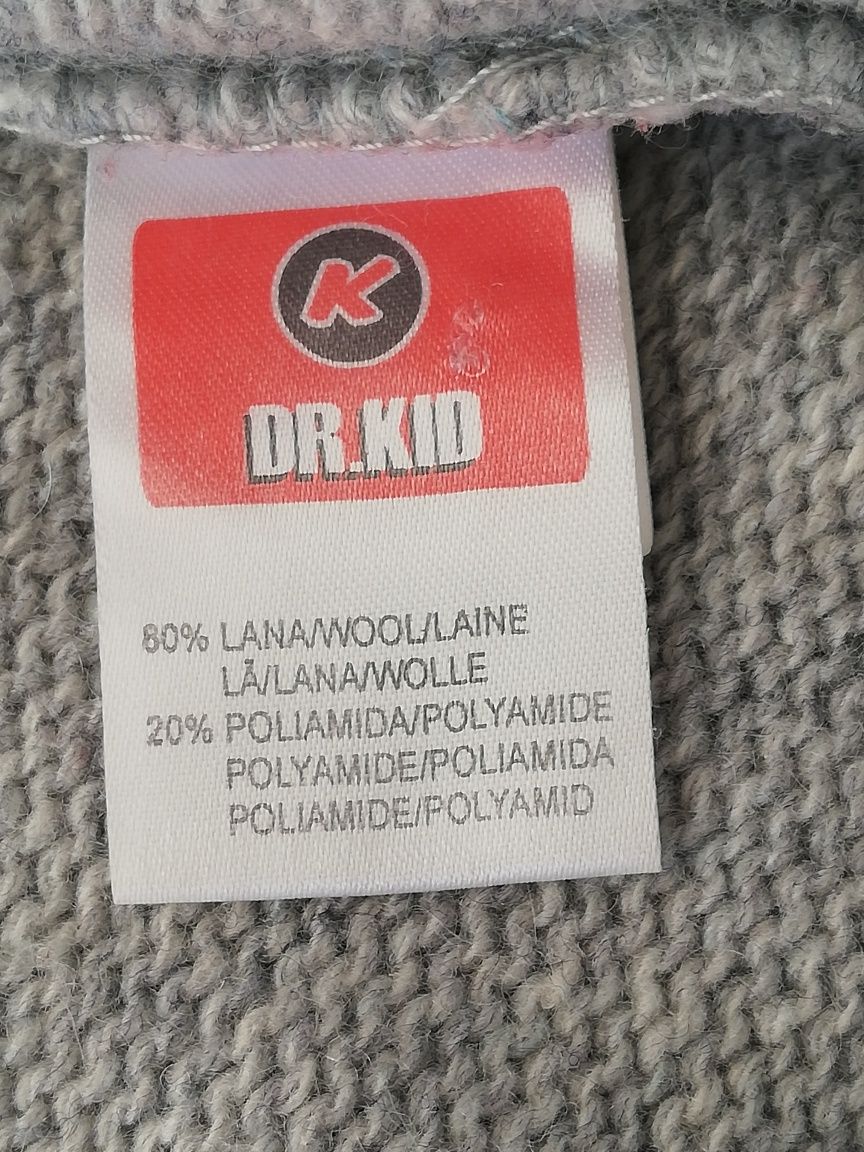 K
DR.KID
80% LANA/WOOL/LAINE
LÃ/LANA/WOLLE
20% POLIAMIDA/POLYAMIDE
POLYAMIDE/POLIAMIDA
POLIAMIDE/POLYAMID